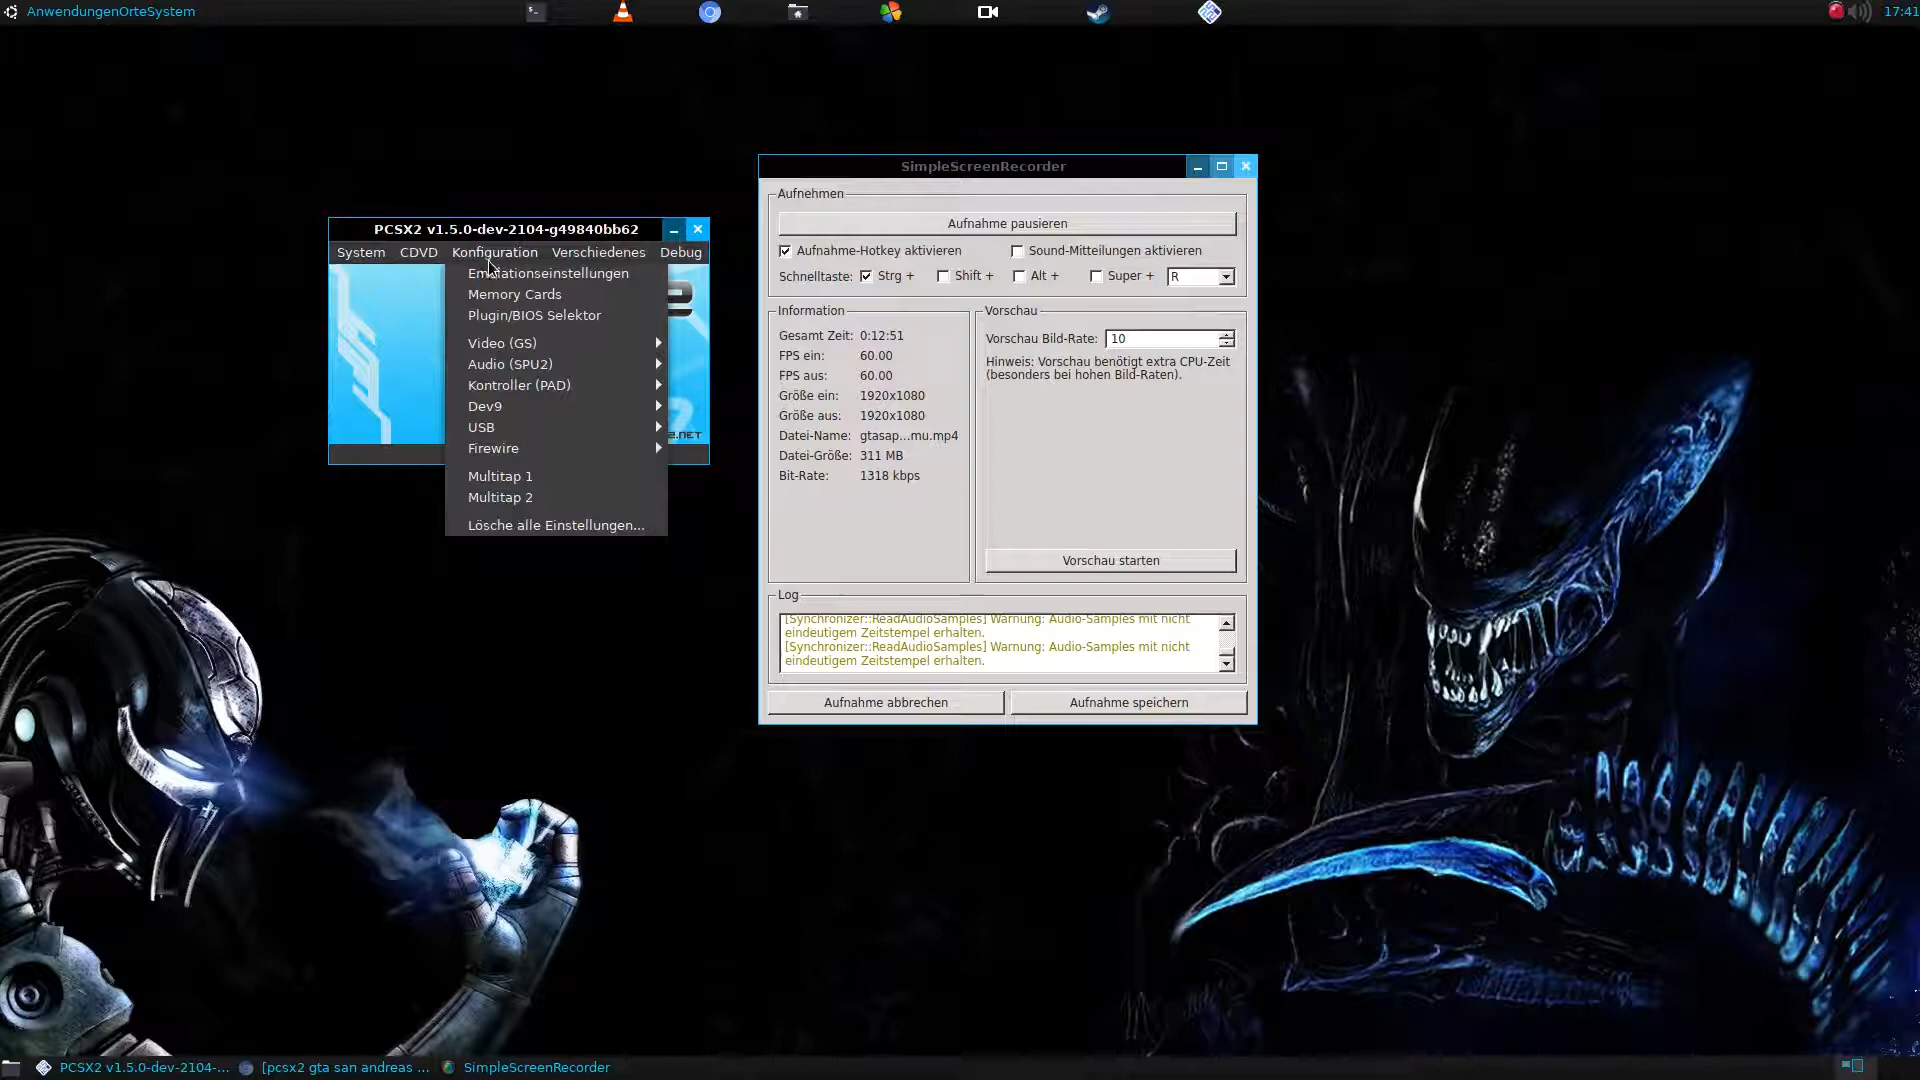 AnwendungenOrteSystem
17:41
SimpleScreenRecorder
Aufnehmen
Aufnahme pausieren
Aufnahme-Hotkey aktivieren
Sound-Mitteilungen aktivieren
Schnelltaste:
Strg +
Shift +
Alt +
Super +
R
Information
Gesamt Zeit: 0:12:51
FPS ein: 60.00
FPS aus: 60.00
Größe ein: 1920x1080
Größe aus: 1920x1080
Datei-Name: gtasap...mu.mp4
Datei-Größe: 311 MB
Bit-Rate: 1318 kbps
Vorschau
Vorschau Bild-Rate: 10
Hinweis: Vorschau benötigt extra CPU-Zeit
(besonders bei hohen Bild-Raten).
Vorschau starten
Log
[Synchronizer::ReadAudioSamples] Warnung: Audio-Samples mit nicht
eindeutigem Zeitstempel erhalten.
[Synchronizer::ReadAudioSamples] Warnung: Audio-Samples mit nicht
eindeutigem Zeitstempel erhalten.
Aufnahme abbrechen
Aufnahme speichern
PCSX2 v1.5.0-dev-2104-g49840bb62
System CDVD Konfiguration Verschiedenes Debug
Emulationseinstellungen
Memory Cards
Plugin/BIOS Selektor
Video (GS)
Audio (SPU2)
Kontroller (PAD)
Dev9
USB
Firewire
Multitap 1
Multitap 2
Lösche alle Einstellungen...
.NET
PCSX2 v1.5.0-dev-2104-...
[pcsx2 gta san andreas ...
SimpleScreenRecorder